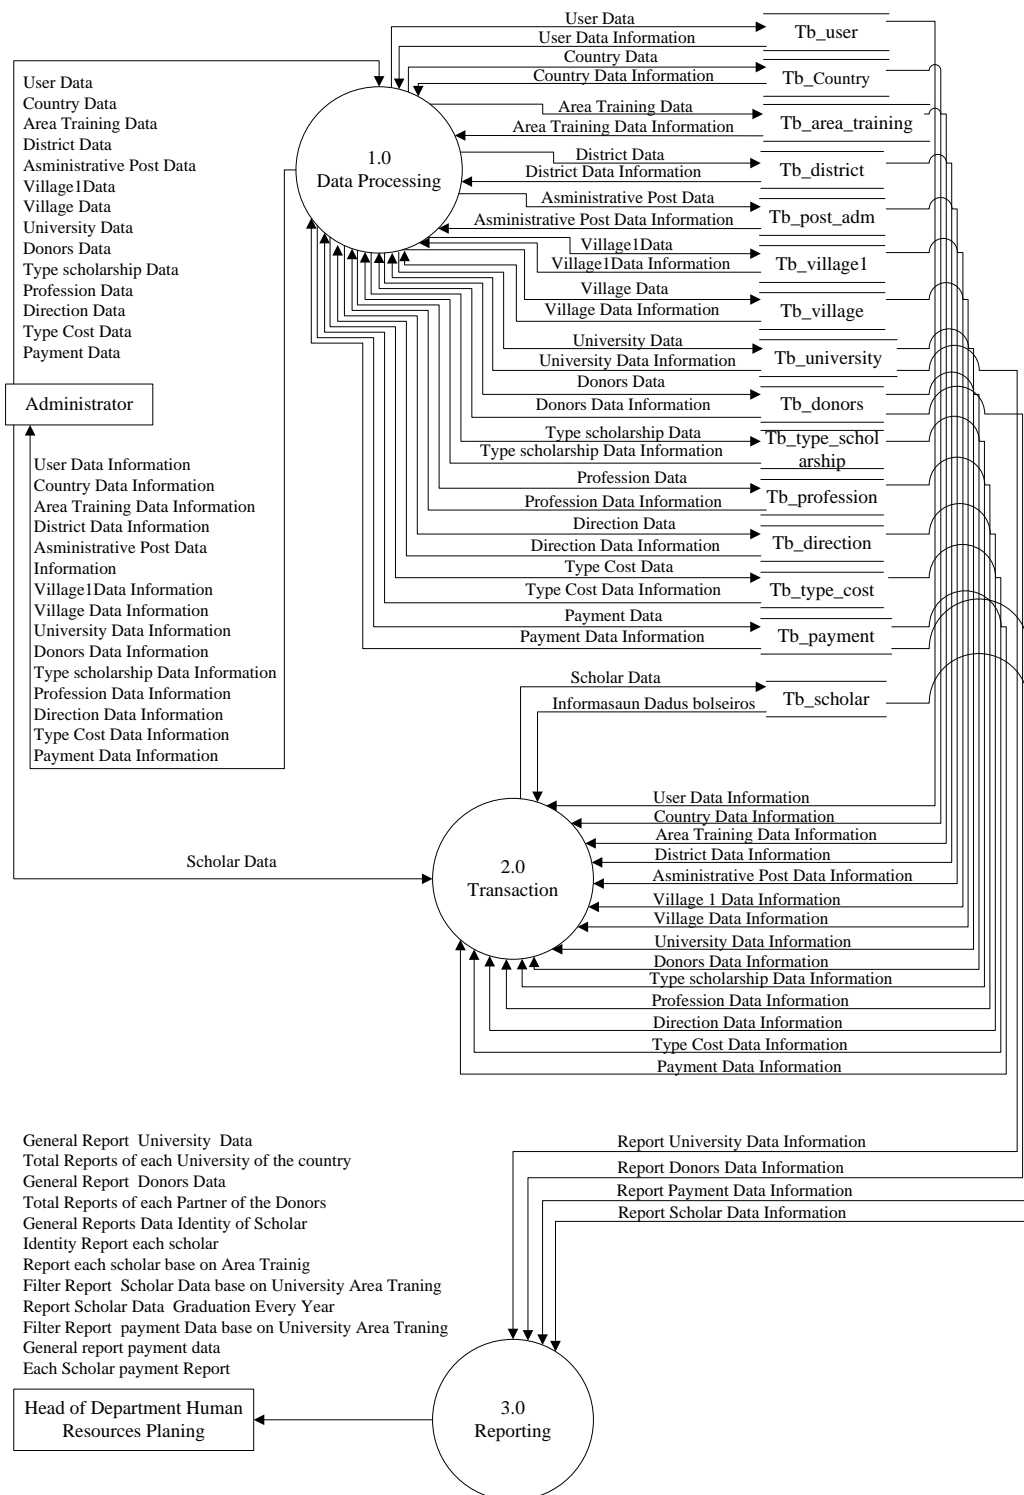 User Data
User Data Information
Tb_user
Country Data
Country Data Information
Tb_Country
Area Training Data
Area Training Data Information
Tb_area_training
District Data
District Data Information
Tb_district
Asministrative Post Data
Asministrative Post Data Information
Tb_post_adm
Village1Data
Village1Data Information
Tb_village1
Village Data
Village Data Information
Tb_village
University Data
University Data Information
Tb_university
Donors Data
Donors Data Information
Tb_donors
Type scholarship Data
Type scholarship Data Information
Tb_type_schol
arship
Profession Data
Profession Data Information
Tb_profession
Direction Data
Direction Data Information
Tb_direction
Type Cost Data
Type Cost Data Information
Tb_type_cost
Payment Data
Payment Data Information
Tb_payment
1.0
Data Processing
User Data
Country Data
Area Training Data
District Data
Asministrative Post Data
Village1Data
Village Data
University Data
Donors Data
Type scholarship Data
Profession Data
Direction Data
Type Cost Data
Payment Data
Administrator
User Data Information
Country Data Information
Area Training Data Information
District Data Information
Asministrative Post Data
Information
Village1Data Information
Village Data Information
University Data Information
Donors Data Information
Type scholarship Data Information
Profession Data Information
Direction Data Information
Type Cost Data Information
Payment Data Information
Scholar Data
Informasaun Dadus bolseiros
Tb_scholar
Scholar Data
2.0
Transaction
User Data Information
Country Data Information
Area Training Data Information
District Data Information
Asministrative Post Data Information
Village 1 Data Information
Village Data Information
University Data Information
Donors Data Information
Type scholarship Data Information
Profession Data Information
Direction Data Information
Type Cost Data Information
Payment Data Information
Report University Data Information
Report Donors Data Information
Report Payment Data Information
Report Scholar Data Information
General Report University Data
Total Reports of each University of the country
General Report Donors Data
Total Reports of each Partner of the Donors
General Reports Data Identity of Scholar
Identity Report each scholar
Report each scholar base on Area Trainig
Filter Report Scholar Data base on University Area Traning
Report Scholar Data Graduation Every Year
Filter Report payment Data base on University Area Traning
General report payment data
Each Scholar payment Report
Head of Department Human
Resources Planing
3.0
Reporting